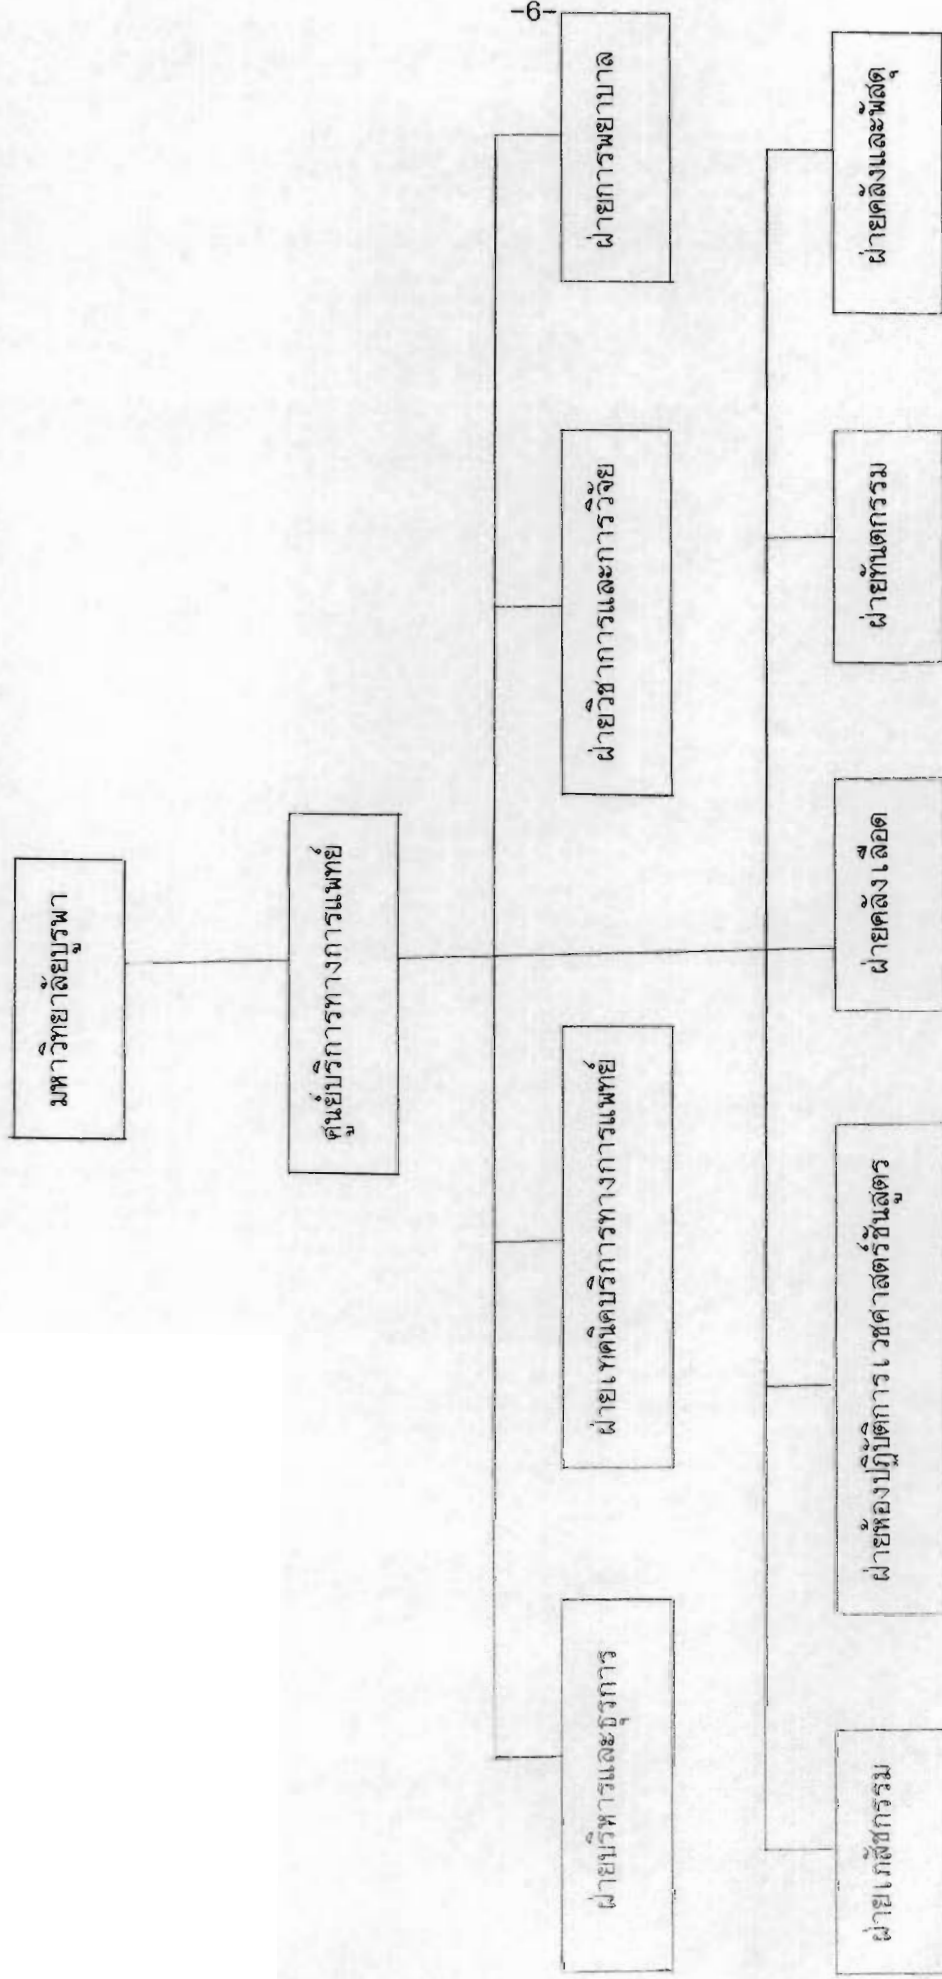 -6-
มหาวิทยาลัยบูรพา
ศูนย์บริการทางการแพทย์
ฝ่ายบริหารและธุรการ
ฝ่ายเทคนิคบริการทางการแพทย์
ฝ่ายวิชาการและการวิจัย
ฝ่ายการพยาบาล
ฝ่ายเภสัชกรรม
ฝ่ายห้องปฏิบัติการเวชศาสตร์ชันสูตร
ฝ่ายคลังเลือด
ฝ่ายทันตกรรม
ฝ่ายคลังและพัสดุ